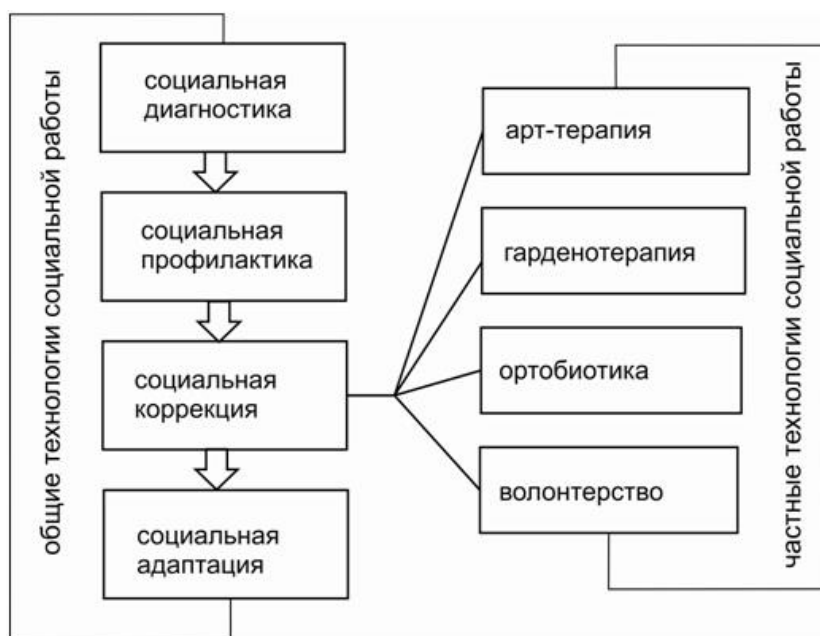 общие технологии социальной работы
социальная
диагностика
социальная
профилактика
социальная
коррекция
социальная
адаптация
арт-терапия
гарденотерапия
ортобиотика
волонтерство
частные технологии социальной работы